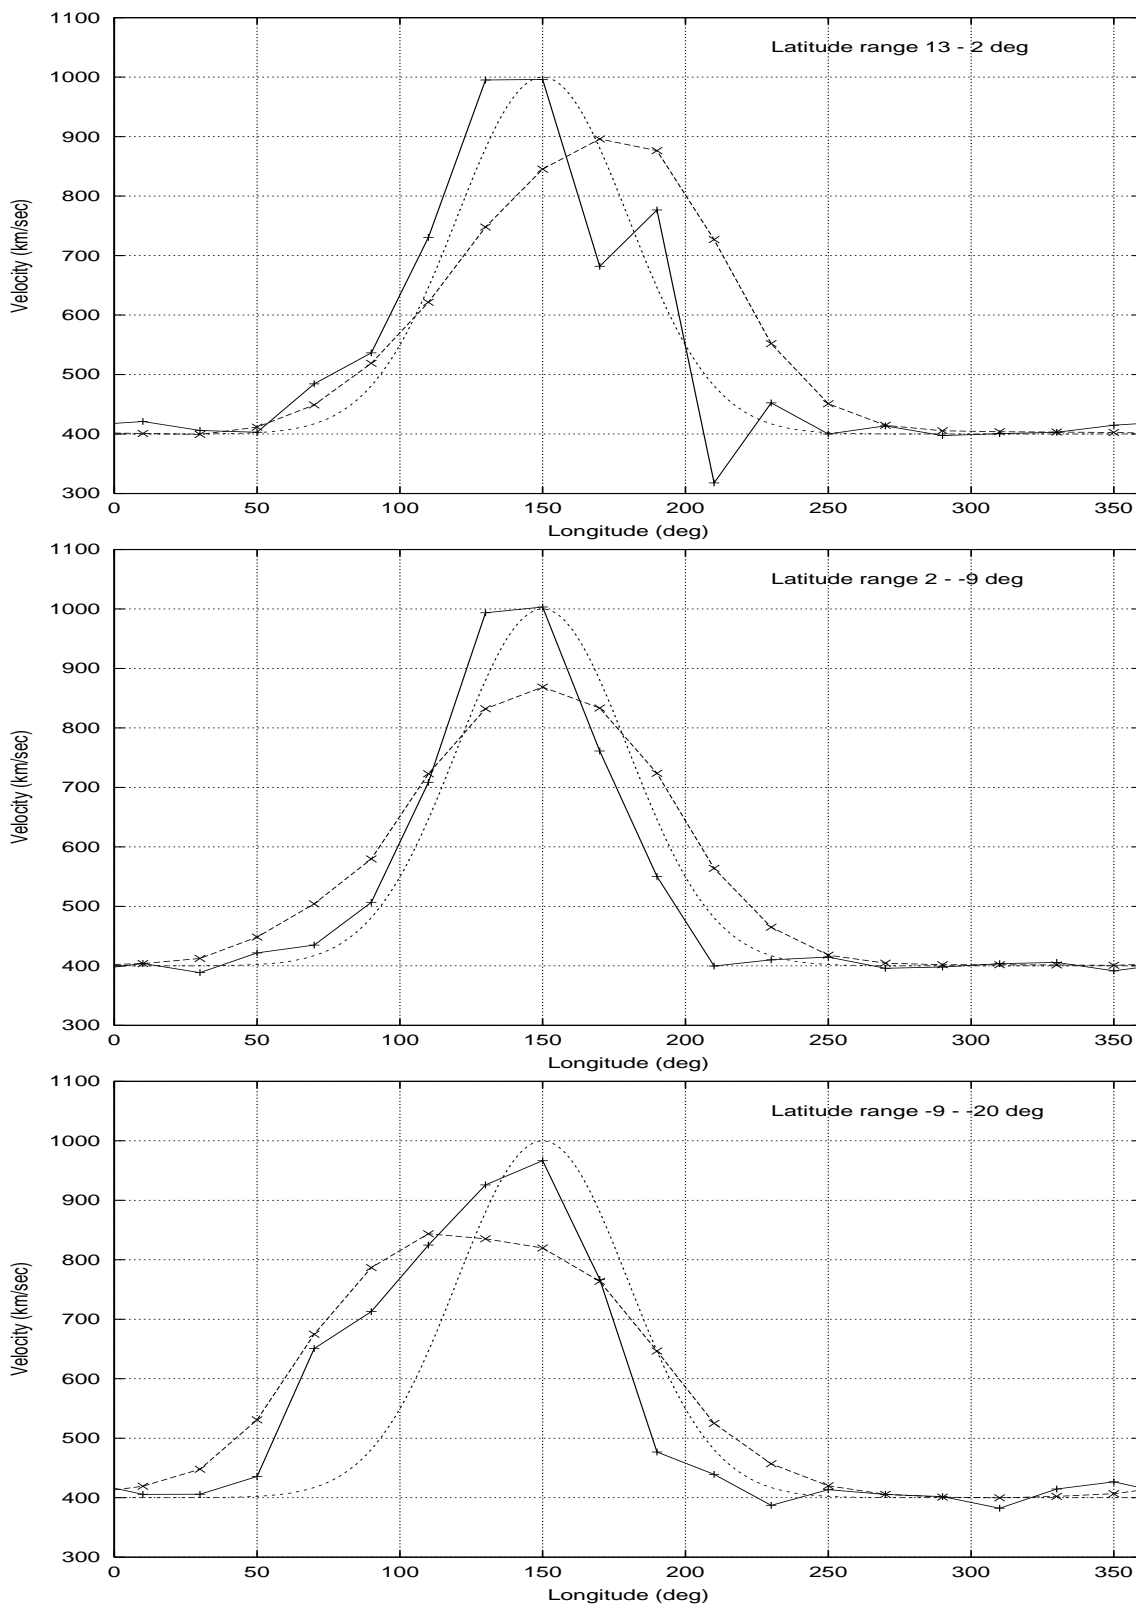 1100
Latitude range 13 - 2 deg
1000
900
800
700
600
500
400
300
Velocity (km/sec)
0 50 100 150 200 250 300 350
Longitude (deg)
1100
Latitude range 2 - -9 deg
1000
900
800
700
600
500
400
300
Velocity (km/sec)
0 50 100 150 200 250 300 350
Longitude (deg)
1100
Latitude range -9 - -20 deg
1000
900
800
700
600
500
400
300
Velocity (km/sec)
0 50 100 150 200 250 300 350
Longitude (deg)